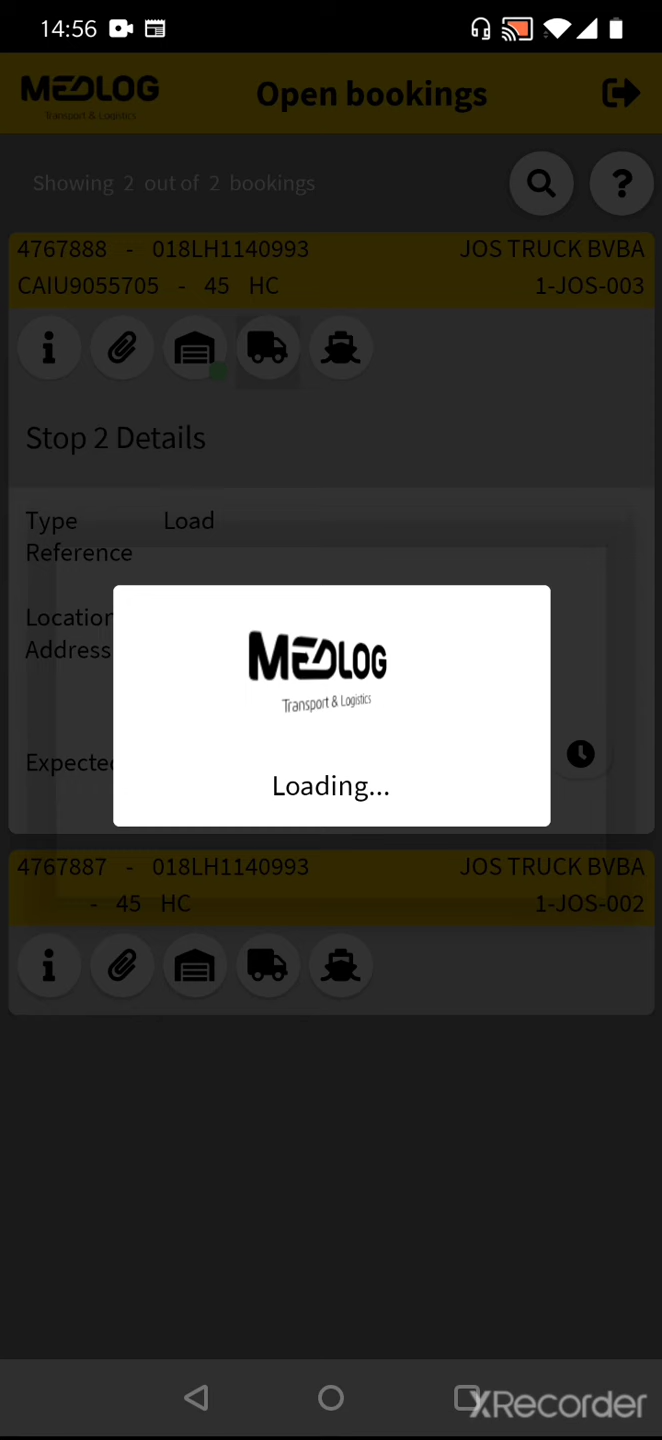 14:56
MEDLOG
Transport & Logistics
Open bookings
Showing 2 out of 2 bookings
?
4767888 - 018LH1140993 JOS TRUCK BVBA
CAIU9055705 - 45 HC 1-JOS-003
Stop 2 Details
Type Load
Reference
Location
Address
MEDLOG
Transport & Logistics
Expected
Loading...
4767887 - 018LH1140993 JOS TRUCK BVBA
- 45 HC 1-JOS-002
XRecorder